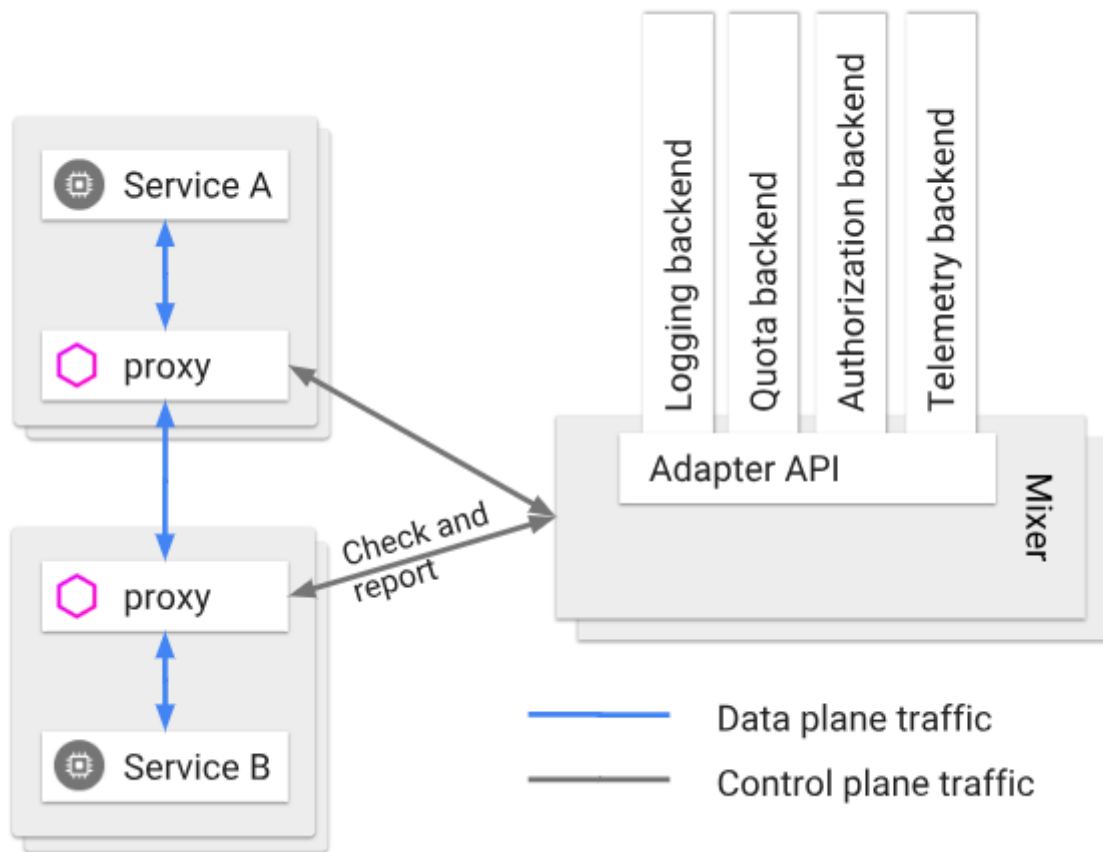 Service A
proxy
proxy
Service B
Check and
report
Logging backend
Quota backend
Authorization backend
Telemetry backend
Adapter API
Mixer
Data plane traffic
Control plane traffic